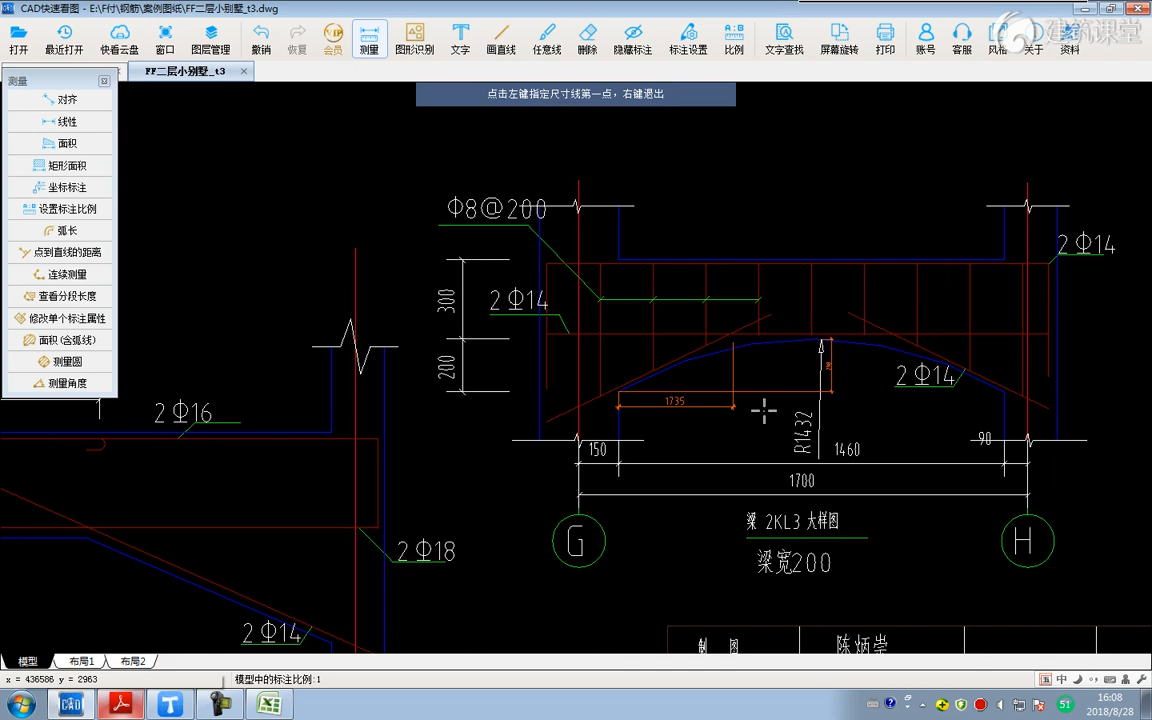 CAD快速看图 - E:\F付\钢筋\案例图纸\FF二层小别墅_t3.dwg
打开 最近打开 快看云盘 窗口 图层管理 撤销 恢复 会员 测量 图形识别 文字 画直线 任意线 删除 隐藏标注 标注设置 比例 文字查找 屏幕旋转 打印 账号 客服 风格 关于 资料
VIP
建筑课堂
FF二层小别墅_t3
测量
对齐
线性
面积
矩形面积
坐标标注
设置标注比例
弧长
点到直线的距离
连续测量
查看分段长度
修改单个标注属性
面积(含弧线)
测量圆
测量角度
点击左键指定尺寸线第一点，右键退出
Φ8@200
2Φ14
300
2Φ14
200
2Φ14
1735
R1432
150
1460
90
1700
2Φ16
2Φ18
2Φ14
梁 2KL3 大样图
梁宽200
G
H
制 图
陈炳崇
模型 布局1 布局2
x = 436586 y = 2963
模型中的标注比例:1
五 中
CAD
51
16:08
2018/8/28